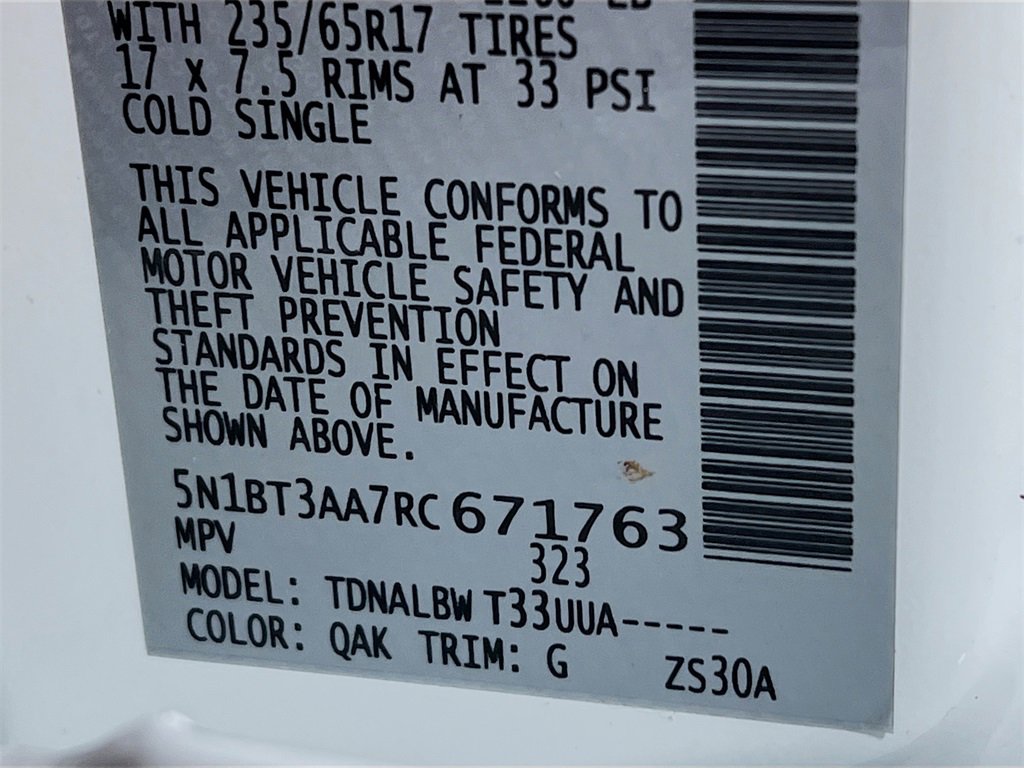 WITH 235/65R17 TIRES
17 x 7.5 RIMS AT 33 PSI
COLD SINGLE
THIS VEHICLE CONFORMS TO
ALL APPLICABLE FEDERAL
MOTOR VEHICLE SAFETY AND
THEFT PREVENTION
STANDARDS IN EFFECT ON
THE DATE OF MANUFACTURE
SHOWN ABOVE.
5N1BT3AA7RC 671763
MPV 323
MODEL: TDNALBW T33UUA-----
COLOR: QAK TRIM: G ZS30A